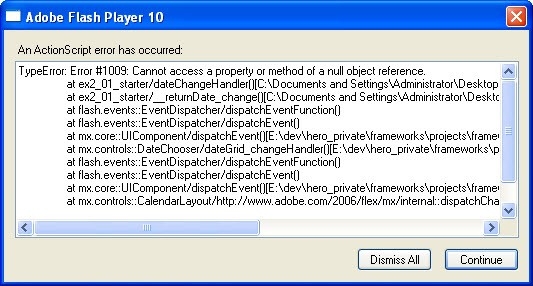 Adobe Flash Player 10
An ActionScript error has occurred:
TypeError: Error #1009: Cannot access a property or method of a null object reference.
at ex2_01_starter/dateChangeHandler()[C:\Documents and Settings\Administrator\Desktop
at ex2_01_starter/__returnDate_change()[C:\Documents and Settings\Administrator\Deskto
at flash.events::EventDispatcher/dispatchEventFunction()
at flash.events::EventDispatcher/dispatchEvent()
at mx.core::UIComponent/dispatchEvent()[E:\dev\hero_private\frameworks\projects\framew
at mx.controls::DateChooser/dateGrid_changeHandler()[E:\dev\hero_private\frameworks\p
at flash.events::EventDispatcher/dispatchEventFunction()
at flash.events::EventDispatcher/dispatchEvent()
at mx.core::UIComponent/dispatchEvent()[E:\dev\hero_private\frameworks\projects\framew
at mx.controls::CalendarLayout/http://www.adobe.com/2006/flex/mx/internal::dispatchCha
Dismiss All
Continue